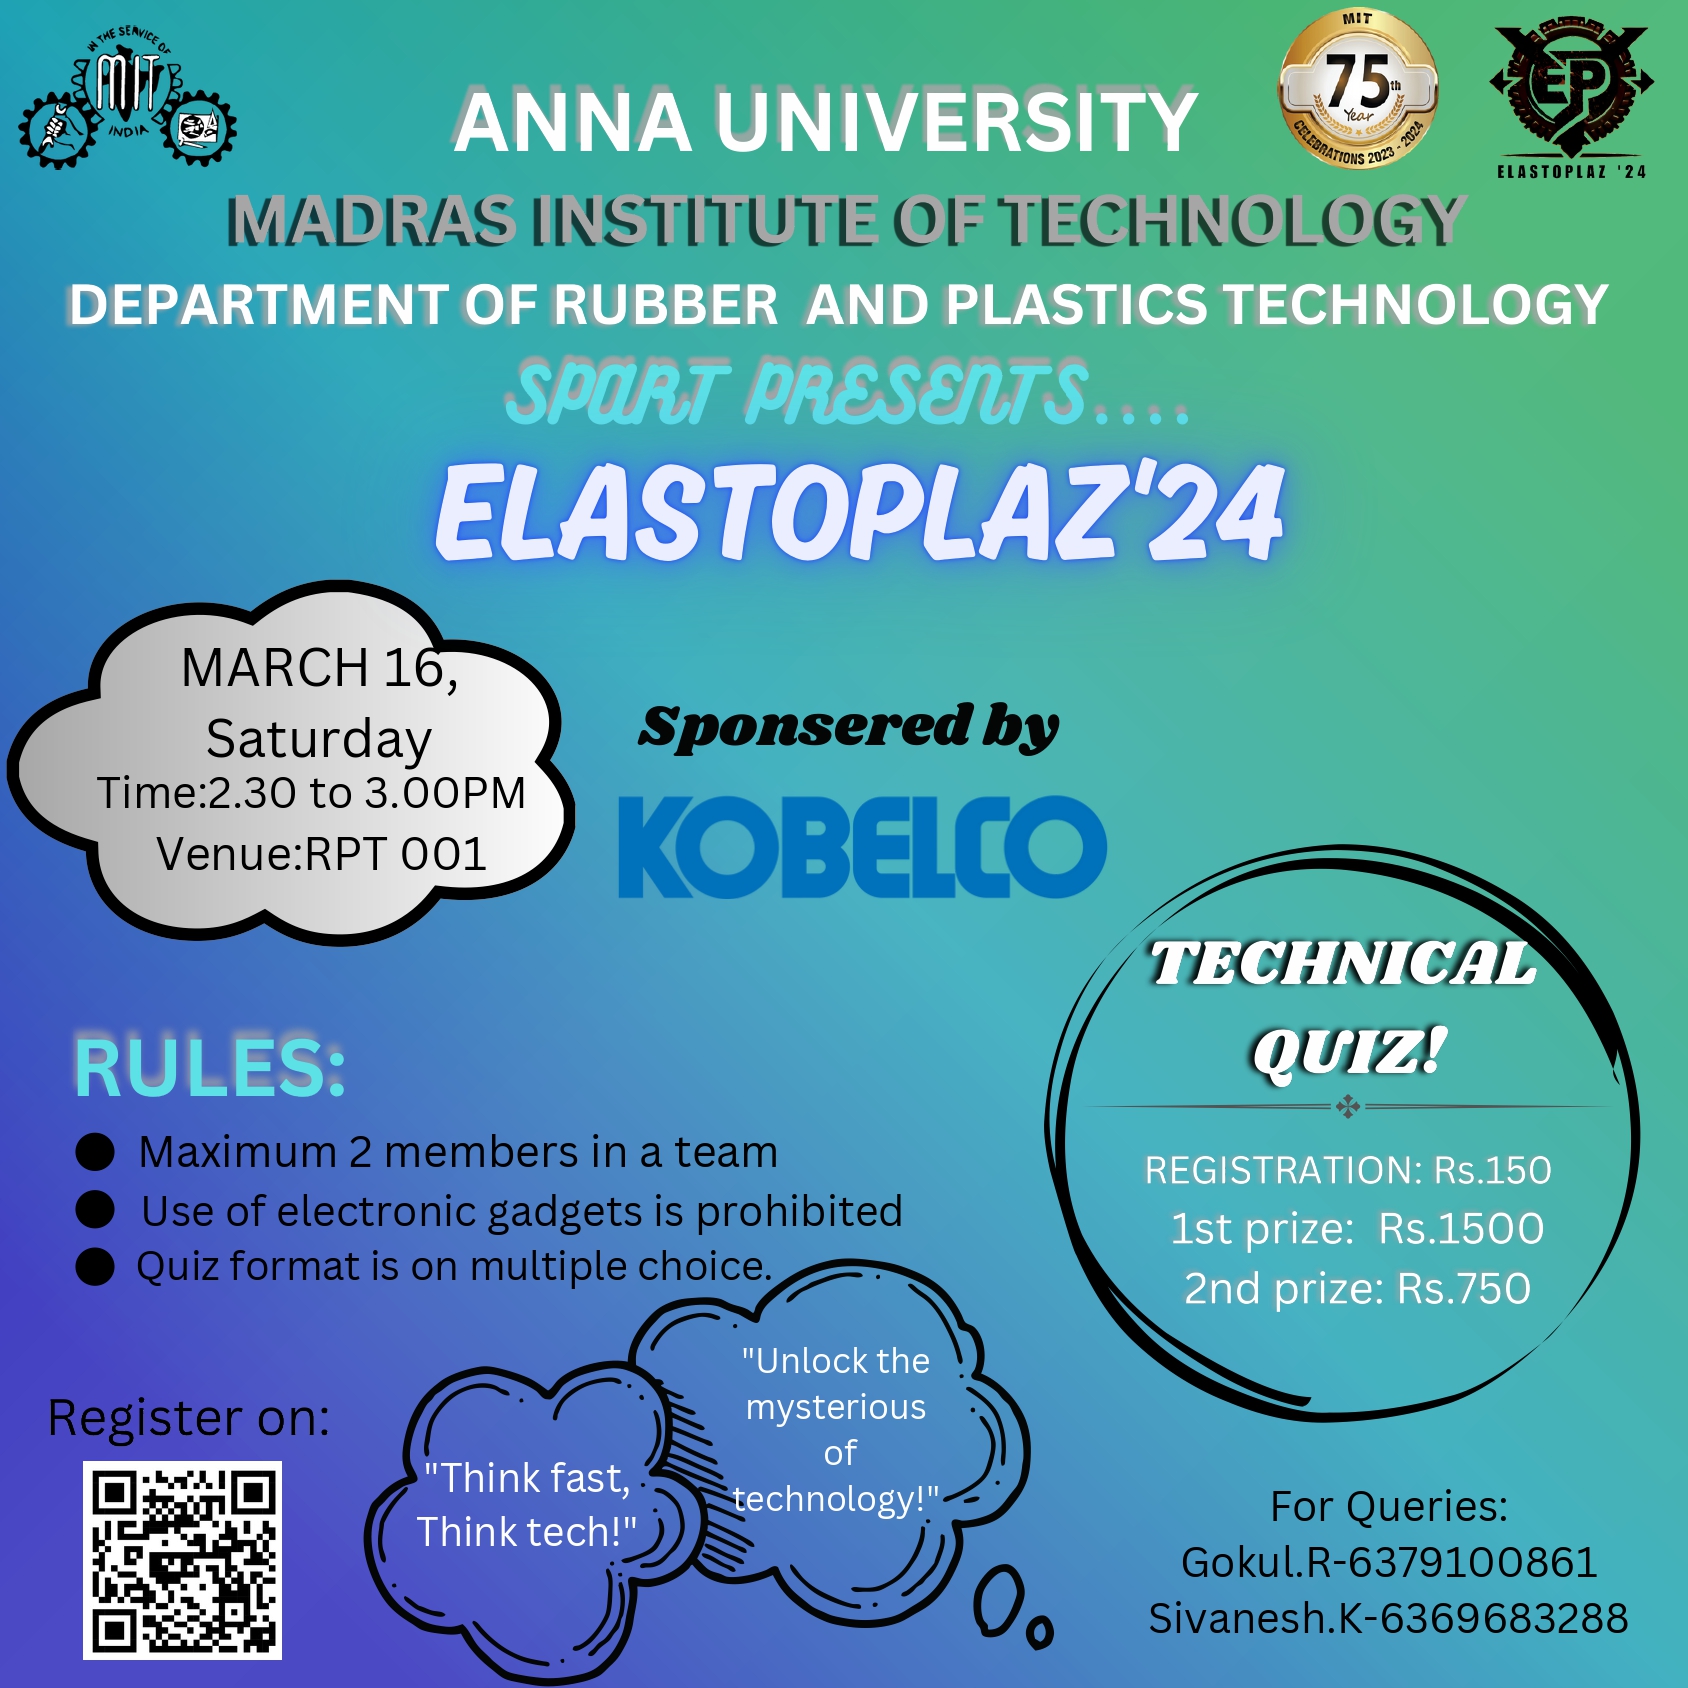 IN THE SERVICE OF
MIT
INDIA
MIT
75th
Year
CELEBRATIONS 2023 - 2024
EP
ELASTOPLAZ '24
ANNA UNIVERSITY
MADRAS INSTITUTE OF TECHNOLOGY
DEPARTMENT OF RUBBER AND PLASTICS TECHNOLOGY
SPART PRESENTS....
ELASTOPLAZ'24
MARCH 16,
Saturday
Time:2.30 to 3.00PM
Venue:RPT 001
Sponsered by
KOBELCO
TECHNICAL
QUIZ!
REGISTRATION: Rs.150
1st prize: Rs.1500
2nd prize: Rs.750
RULES:
● Maximum 2 members in a team
● Use of electronic gadgets is prohibited
● Quiz format is on multiple choice.
Register on:
"Think fast,
Think tech!"
"Unlock the
mysterious
of
technology!"
For Queries:
Gokul.R-6379100861
Sivanesh.K-6369683288